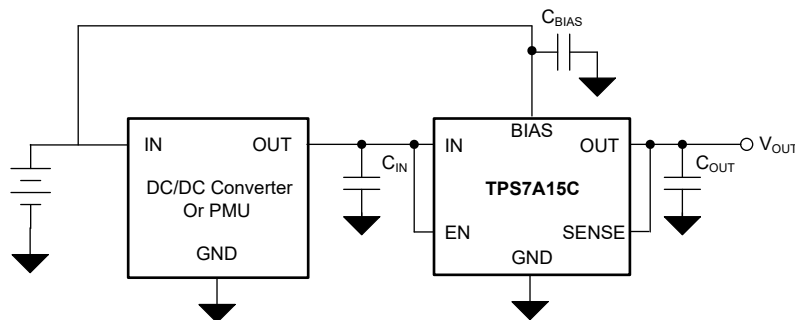 CBIAS
IN
OUT
DC/DC Converter
Or PMU
GND
CIN
IN
BIAS
OUT
TPS7A15C
EN
SENSE
GND
COUT
VOUT